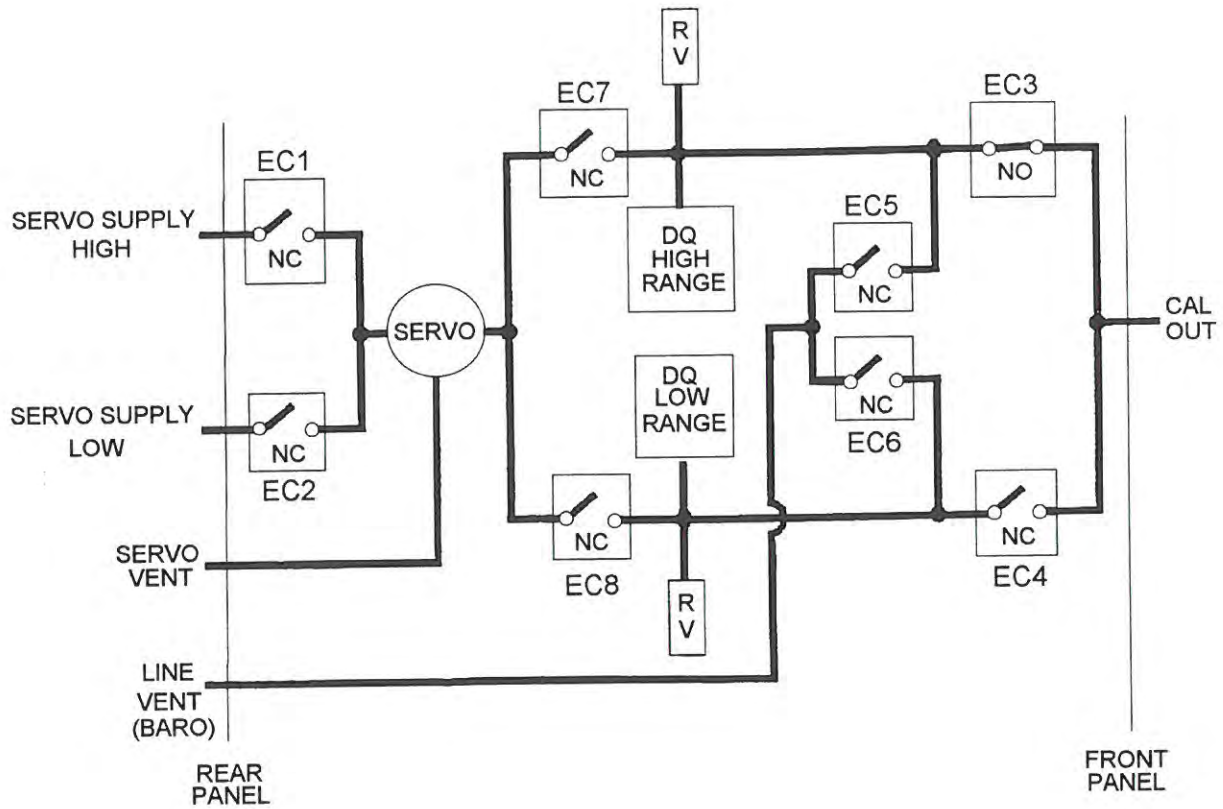 R
V
EC7
EC3
NC
NO
EC1
SERVO SUPPLY
HIGH
NC
EC5
NC
DQ
HIGH
RANGE
SERVO
CAL
OUT
DQ
LOW
RANGE
NC
EC6
SERVO SUPPLY
LOW
NC
EC2
NC
EC8
NC
EC4
SERVO
VENT
R
V
LINE
VENT
(BARO)
REAR
PANEL
FRONT
PANEL